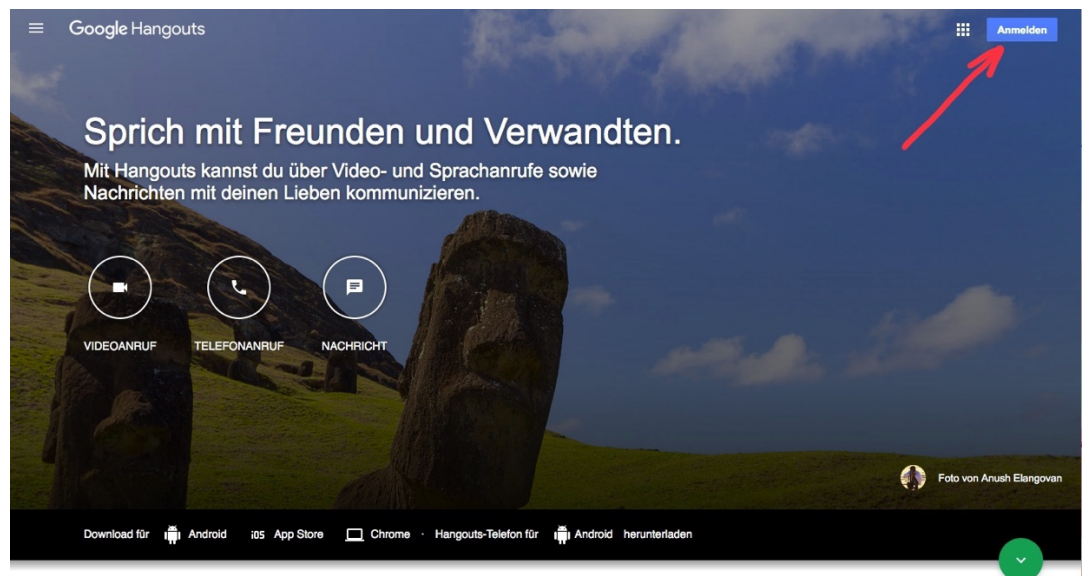 Google Hangouts
Anmelden
Sprich mit Freunden und Verwandten.
Mit Hangouts kannst du über Video- und Sprachanrufe sowie
Nachrichten mit deinen Lieben kommunizieren.
VIDEOANRUF TELEFONANRUF NACHRICHT
Foto von Anush Elangovan
Download für Android iOS App Store Chrome · Hangouts-Telefon für Android herunterladen